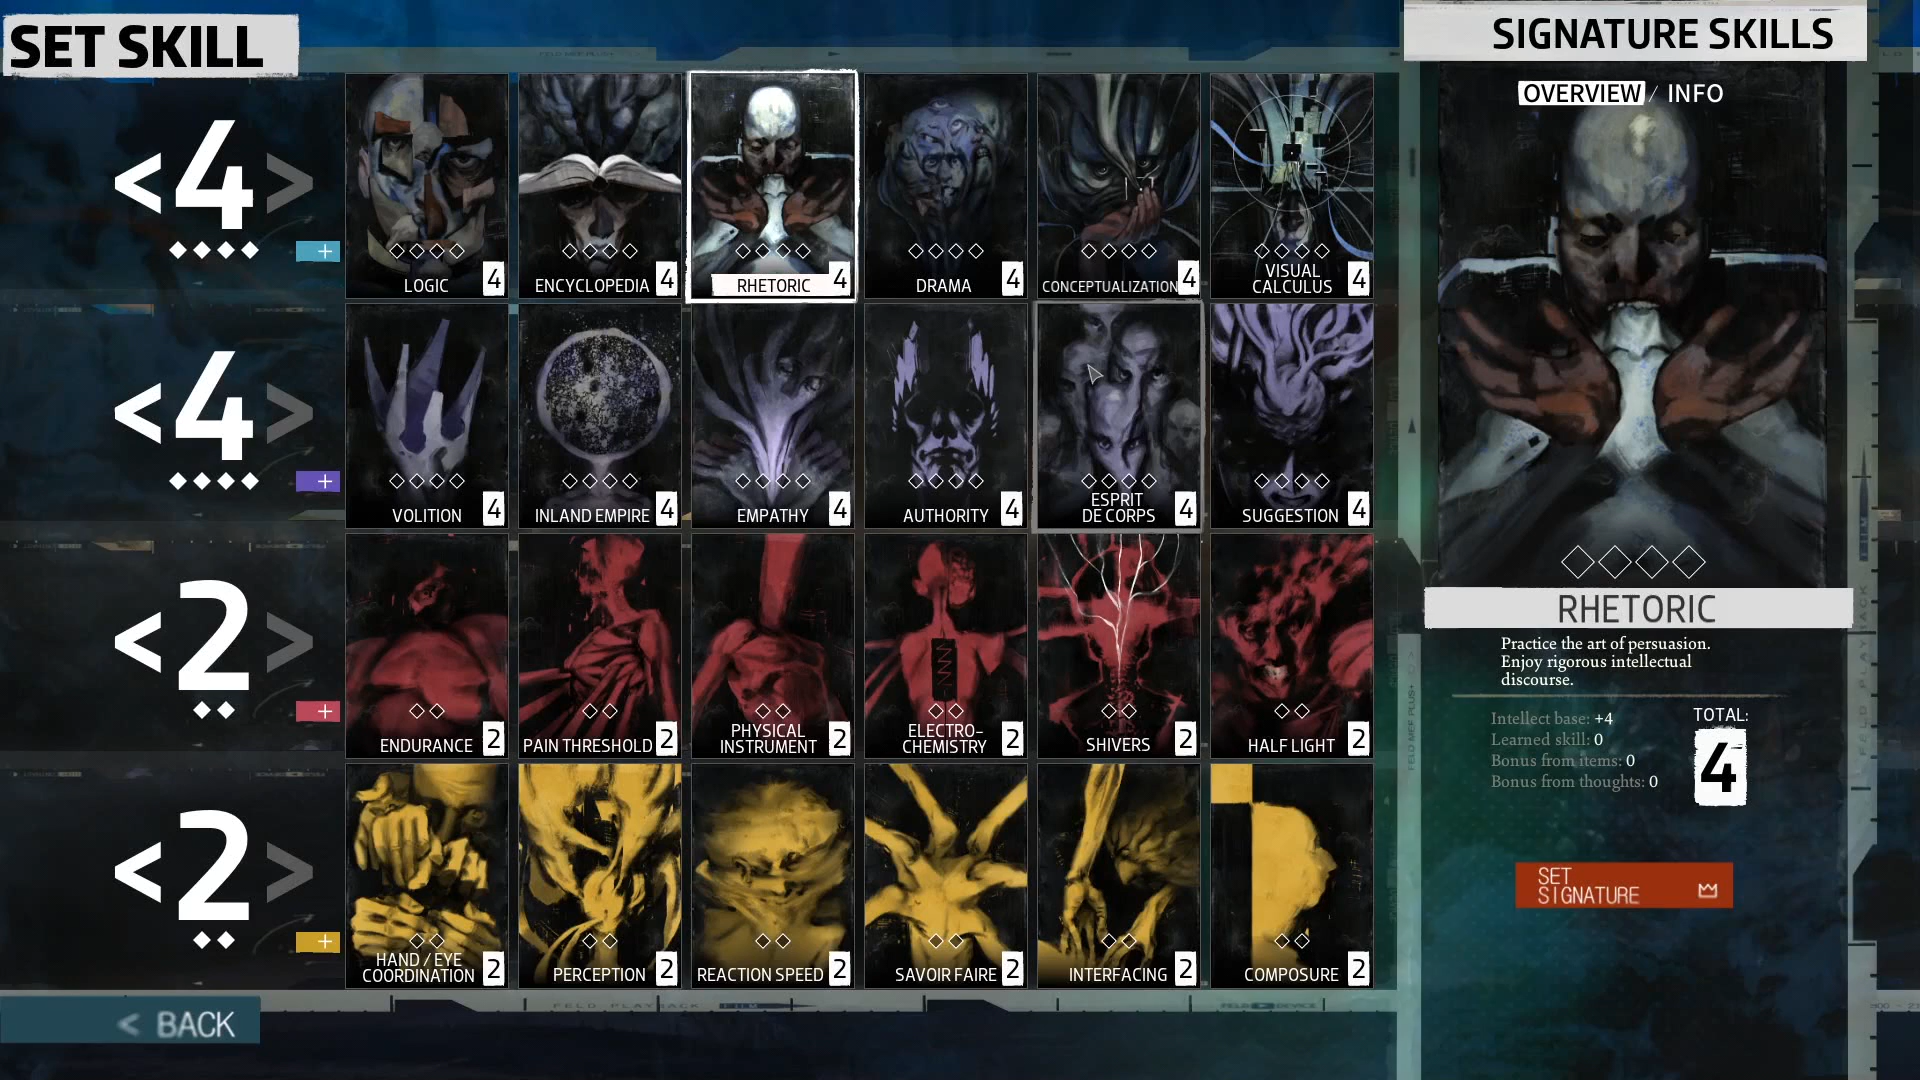 SET SKILL
SIGNATURE SKILLS
OVERVIEW / INFO
<4>
+
LOGIC 4
ENCYCLOPEDIA 4
RHETORIC 4
DRAMA 4
CONCEPTUALIZATION 4
VISUAL
CALCULUS 4
<4>
+
VOLITION 4
INLAND EMPIRE 4
EMPATHY 4
AUTHORITY 4
ESPRIT
DE CORPS 4
SUGGESTION 4
<2>
+
ENDURANCE 2
PAIN THRESHOLD 2
PHYSICAL
INSTRUMENT 2
ELECTRO-
CHEMISTRY 2
SHIVERS 2
HALF LIGHT 2
<2>
+
HAND / EYE
COORDINATION 2
PERCEPTION 2
REACTION SPEED 2
SAVOIR FAIRE 2
INTERFACING 2
COMPOSURE 2
RHETORIC
Practice the art of persuasion.
Enjoy rigorous intellectual
discourse.
Intellect base: +4
Learned skill: 0
Bonus from items: 0
Bonus from thoughts: 0
TOTAL:
4
SET
SIGNATURE
< BACK
FELD PLAYBACK
FILM